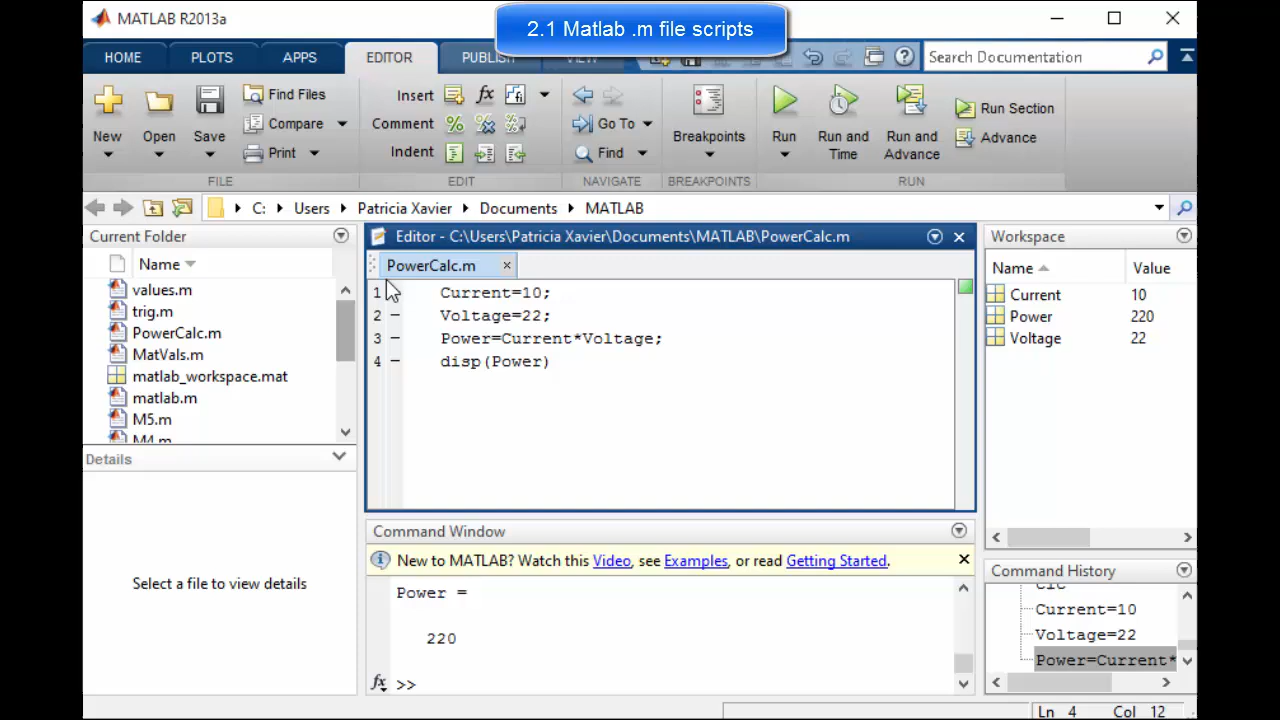 MATLAB R2013a
2.1 Matlab .m file scripts
HOME PLOTS APPS EDITOR PUBLISH VIEW
Search Documentation
New
Open
Save
Find Files
Compare
Print
FILE
Insert
Comment
Indent
EDIT
Go To
Find
NAVIGATE
Breakpoints
BREAKPOINTS
Run
Run and Time
Run and Advance
Run Section
Advance
RUN
C: Users Patricia Xavier Documents MATLAB
Current Folder
Name
values.m
trig.m
PowerCalc.m
MatVals.m
matlab_workspace.mat
matlab.m
M5.m
M4.m
Details
Select a file to view details
Editor - C:\Users\Patricia Xavier\Documents\MATLAB\PowerCalc.m
PowerCalc.m
1 Current=10;
2 – Voltage=22;
3 – Power=Current*Voltage;
4 – disp(Power)
Command Window
New to MATLAB? Watch this Video, see Examples, or read Getting Started.
Power =
220
fx >>
Workspace
Name Value
Current 10
Power 220
Voltage 22
Command History
clc
Current=10
Voltage=22
Power=Current*
Ln 4 Col 12